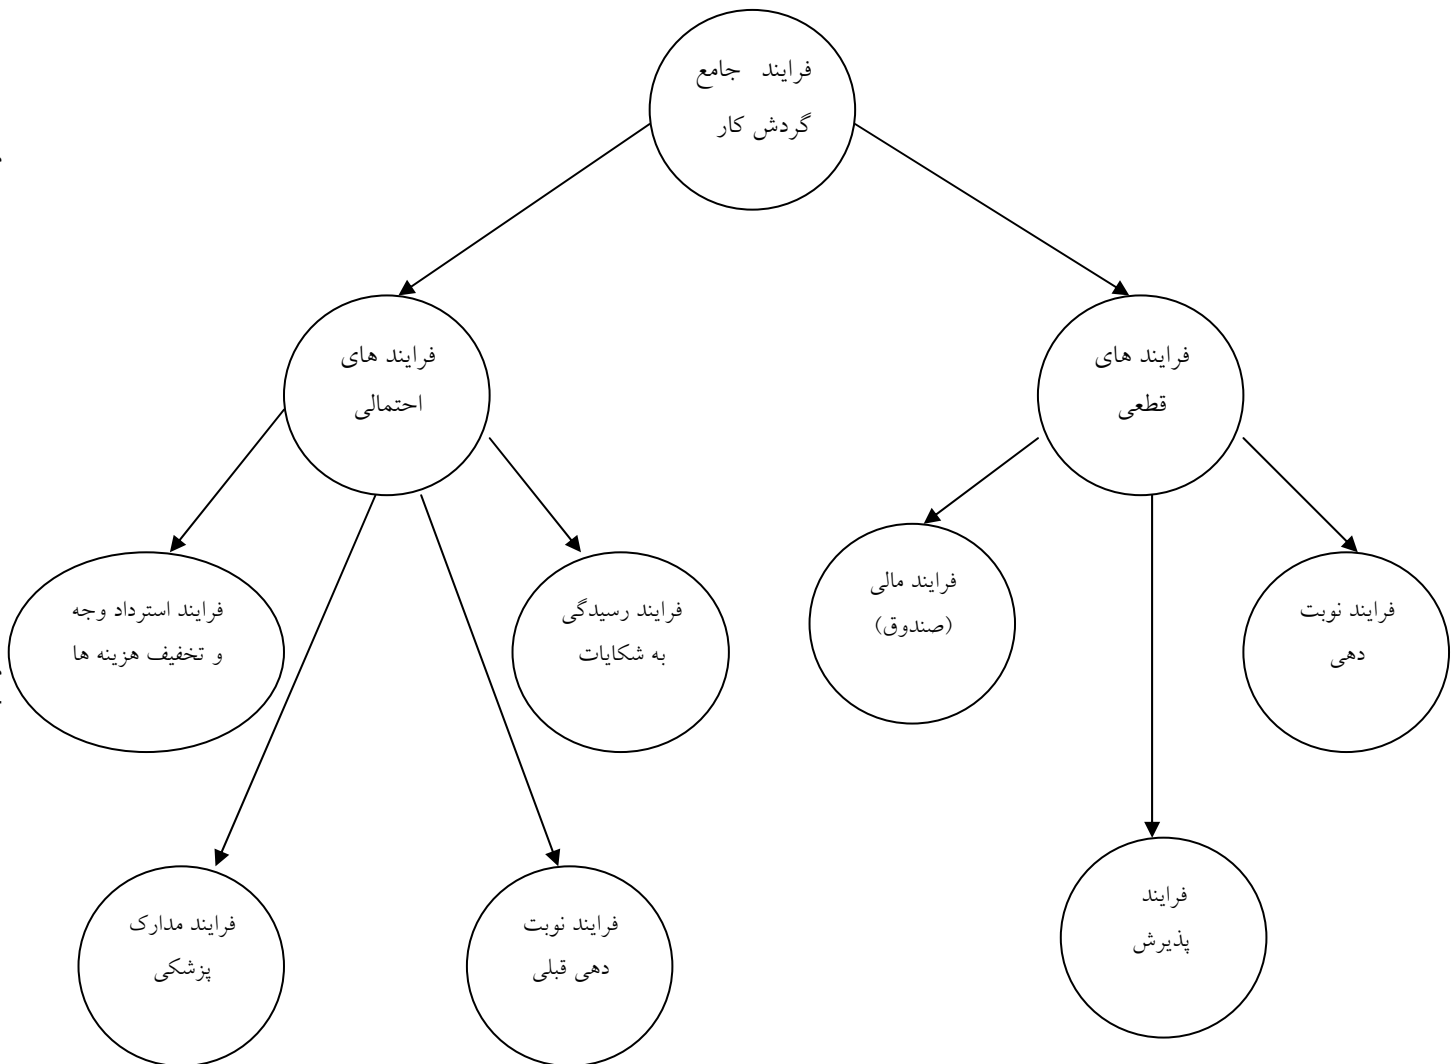 فرایند جامع
گردش کار
فرایند های
قطعی
فرایند های
احتمالی
فرایند نوبت
دهی
فرایند مالی
(صندوق)
فرایند رسیدگی
به شکایات
فرایند استرداد وجه
و تخفیف هزینه ها
فرایند
پذیرش
فرایند نوبت
دهی قبلی
فرایند مدارک
پزشکی